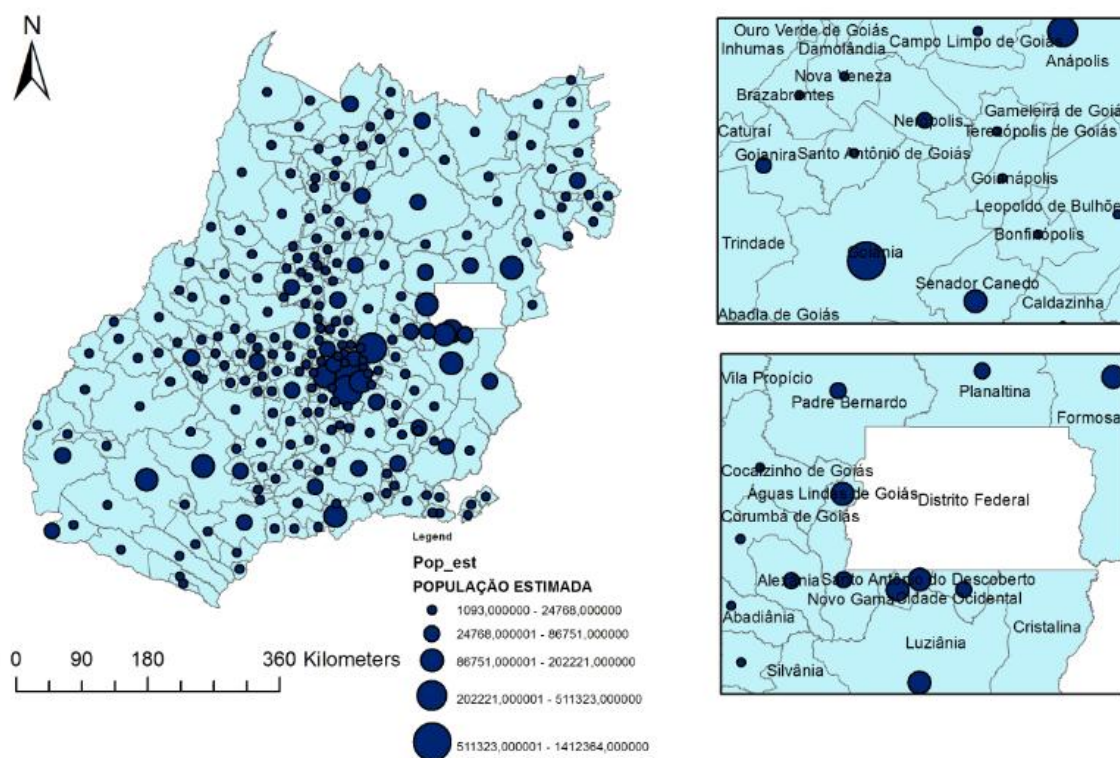 N
Legend
Pop_est
POPULAÇÃO ESTIMADA
1093,000000 - 24768,000000
24768,000001 - 86751,000000
86751,000001 - 202221,000000
202221,000001 - 511323,000000
511323,000001 - 1412364,000000
0 90 180 360 Kilometers
Ouro Verde de Goiás
Inhumas
Damolândia
Campo Limpo de Goiás
Anápolis
Nova Veneza
Brazabrantes
Nerópolis
Gameleira de Goiá
Caturaí
Terezópolis de Goiás
Goianira
Santo Antônio de Goiás
Goianápolis
Leopoldo de Bulhõe
Trindade
Goiânia
Bonfinópolis
Senador Canedo
Abadia de Goiás
Caldazinha
Vila Propício
Padre Bernardo
Planaltina
Formosa
Cocalzinho de Goiás
Águas Lindas de Goiás
Distrito Federal
Corumbá de Goiás
Alexânia
Santo Antônio do Descoberto
Novo Gama
Cidade Ocidental
Abadiânia
Cristalina
Luziânia
Silvânia